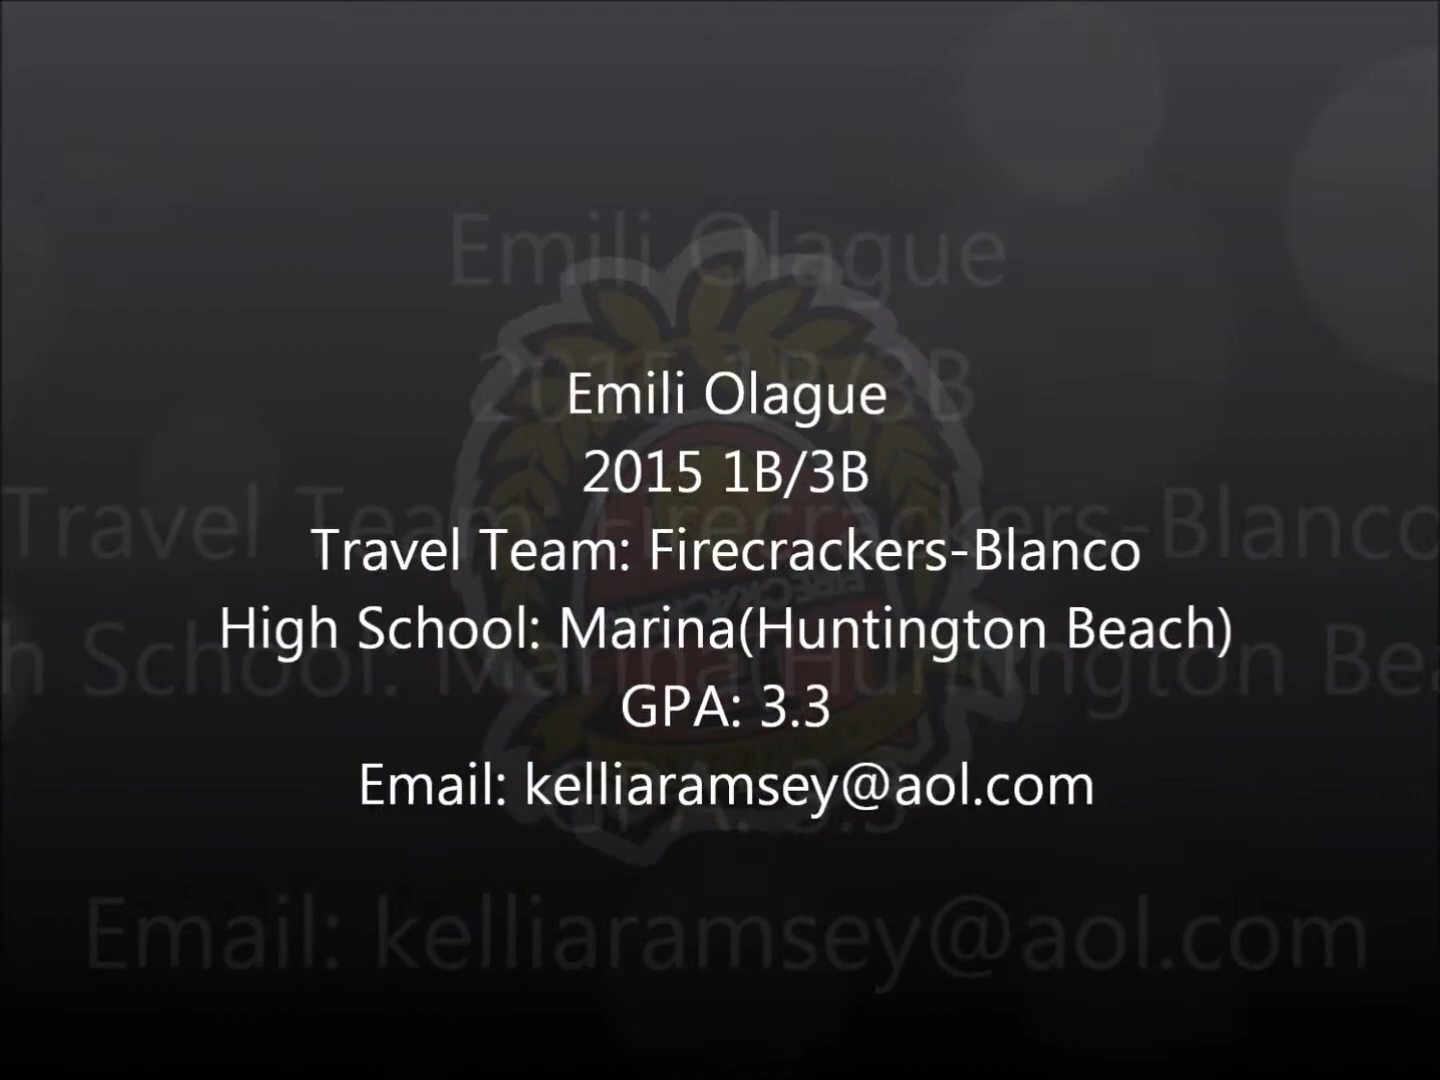 Emili Olague
2015 1B/3B
Travel Team: Firecrackers-Blanco
High School: Marina(Huntington Beach)
GPA: 3.3
Email: kelliaramsey@aol.com